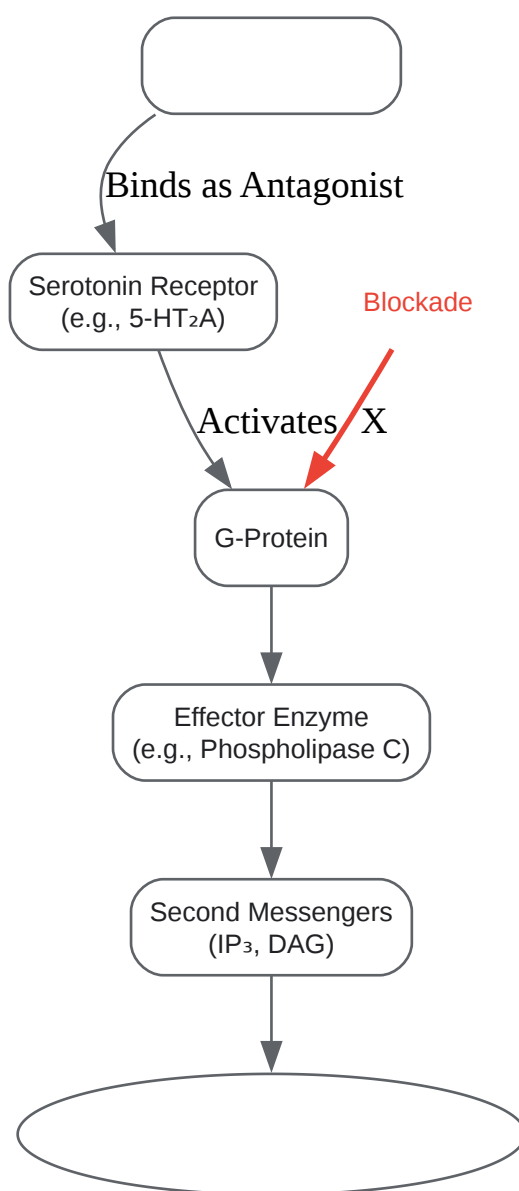 Binds as Antagonist
Serotonin Receptor
(e.g., 5-HT₂A)
Blockade
Activates X
G-Protein
Effector Enzyme
(e.g., Phospholipase C)
Second Messengers
(IP₃, DAG)